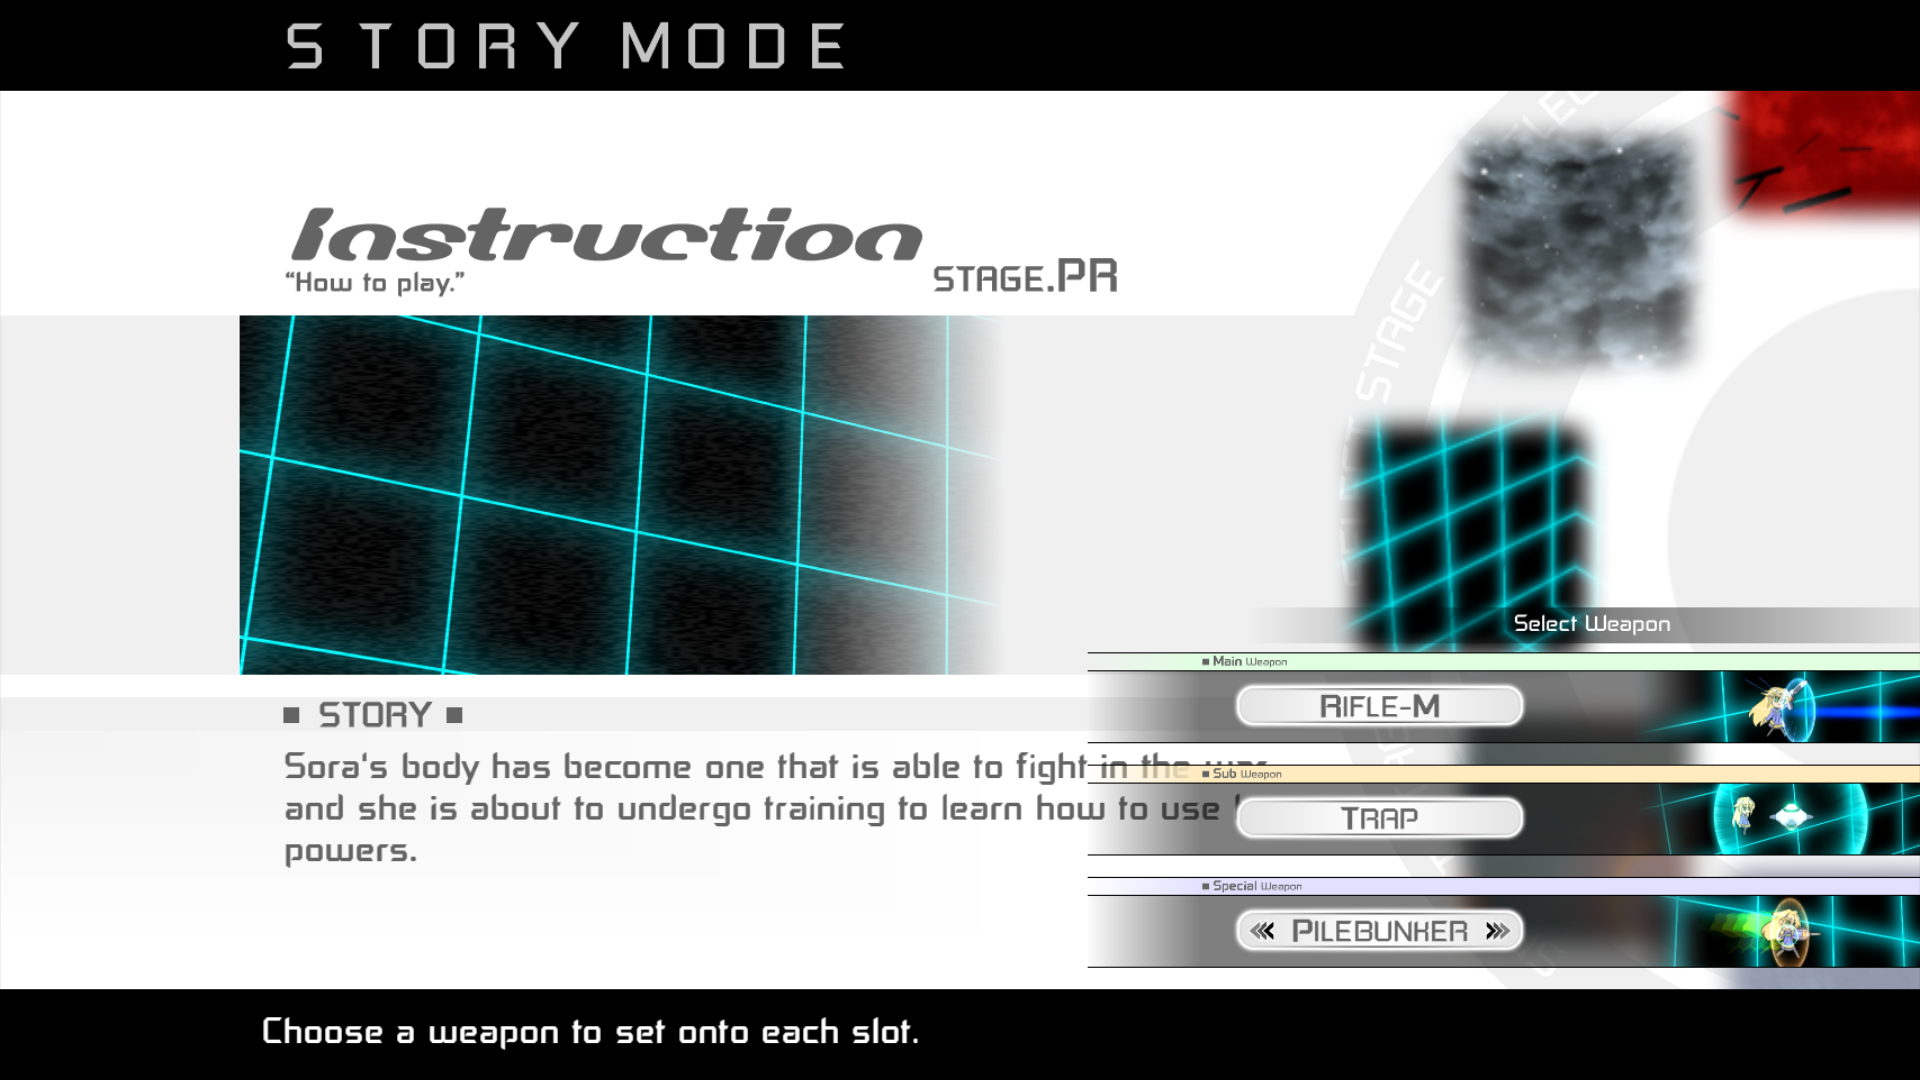 STORY MODE
Instruction
“How to play.”
STAGE.PR
SELECT STAGE
Select Weapon
■ Main Weapon
RIFLE-M
■ STORY ■
Sora's body has become one that is able to fight in the
■ Sub Weapon
and she is about to undergo training to learn how to use
TRAP
powers.
■ Special Weapon
PILEBUNKER
Choose a weapon to set onto each slot.